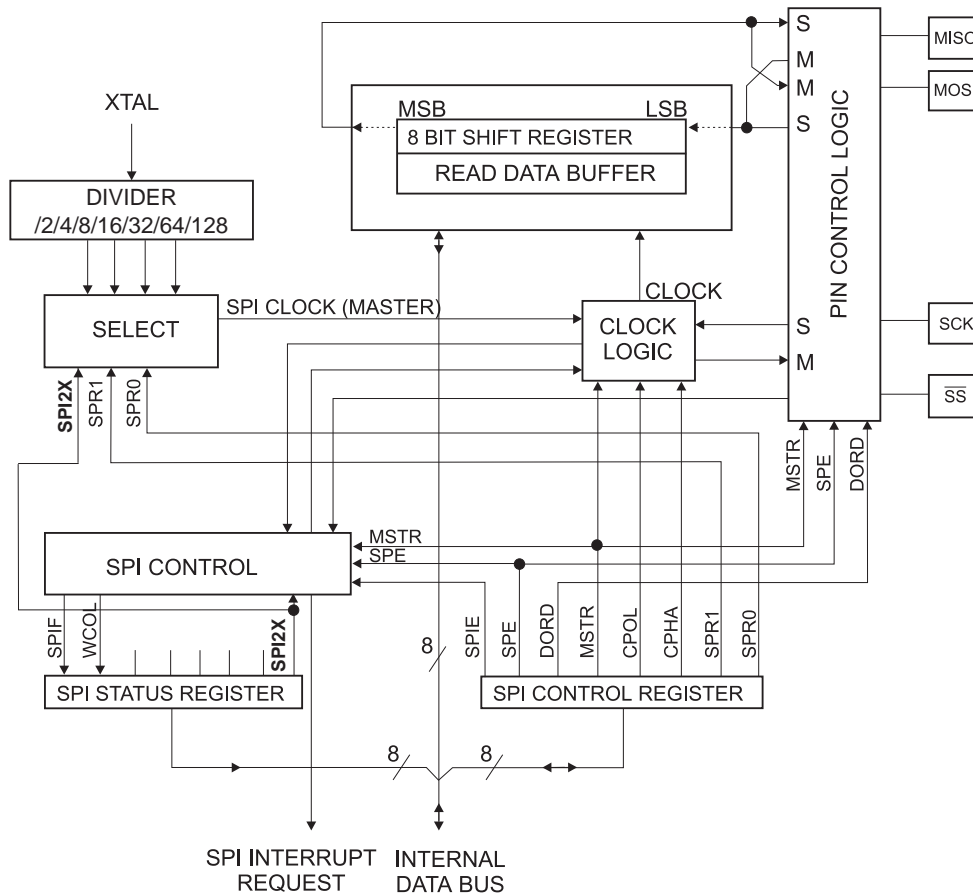 S
MISO
M
M
MOSI
XTAL
MSB
LSB
S
8 BIT SHIFT REGISTER
READ DATA BUFFER
DIVIDER
/2/4/8/16/32/64/128
PIN CONTROL LOGIC
SPI CLOCK (MASTER)
CLOCK
SELECT
CLOCK
LOGIC
S
SCK
M
SPI2X
SPR1
SPR0
SS
MSTR
SPE
DORD
MSTR
SPE
SPI CONTROL
SPIF
WCOL
SPI2X
8
SPIE
SPE
DORD
MSTR
CPOL
CPHA
SPR1
SPR0
SPI STATUS REGISTER
SPI CONTROL REGISTER
8
8
SPI INTERRUPT
REQUEST
INTERNAL
DATA BUS